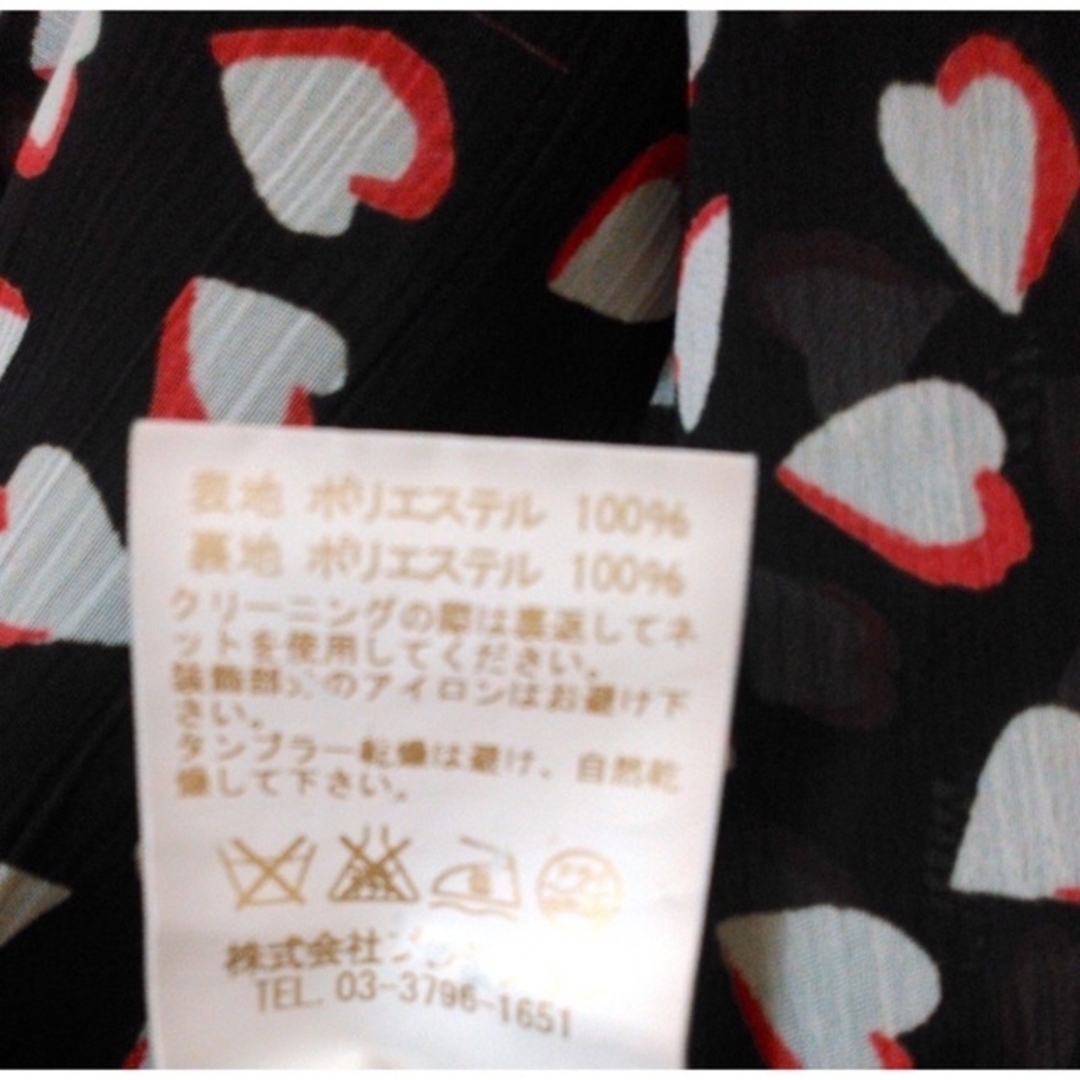 表地 ポリエステル 100%
裏地 ポリエステル 100%
クリーニングの際は裏返してネ
ットを使用してください。
装飾部 のアイロンはお避け下
さい。
タンブラー乾燥は避け、自然乾
燥して下さい。
株式会社
TEL. 03-3796-1651